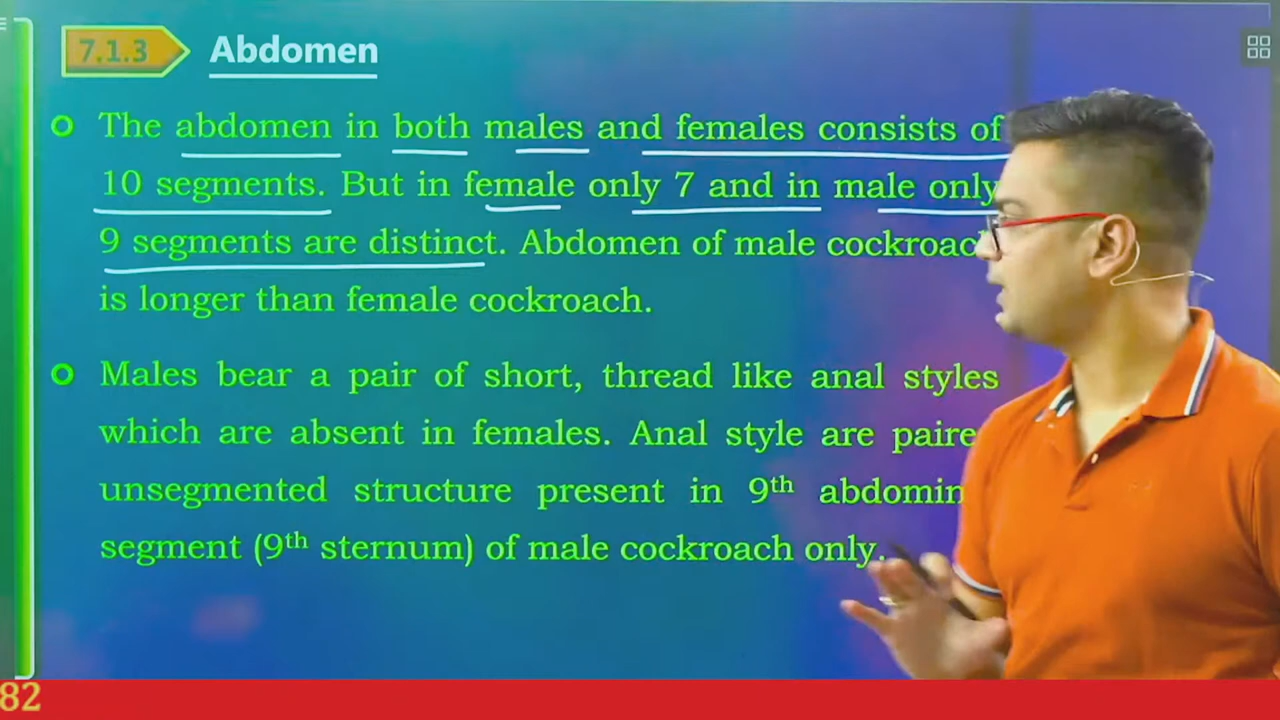 7.1.3 Abdomen
The abdomen in both males and females consists of
10 segments. But in female only 7 and in male only
9 segments are distinct. Abdomen of male cockroac
is longer than female cockroach.
Males bear a pair of short, thread like anal styles
which are absent in females. Anal style are paire
unsegmented structure present in 9th abdomin
segment (9th sternum) of male cockroach only.
82